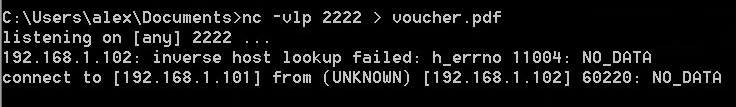 C:\Users\alex\Documents>nc -vlp 2222 > voucher.pdf
listening on [any] 2222 ...
192.168.1.102: inverse host lookup failed: h_errno 11004: NO_DATA
connect to [192.168.1.101] from (UNKNOWN) [192.168.1.102] 60220: NO_DATA